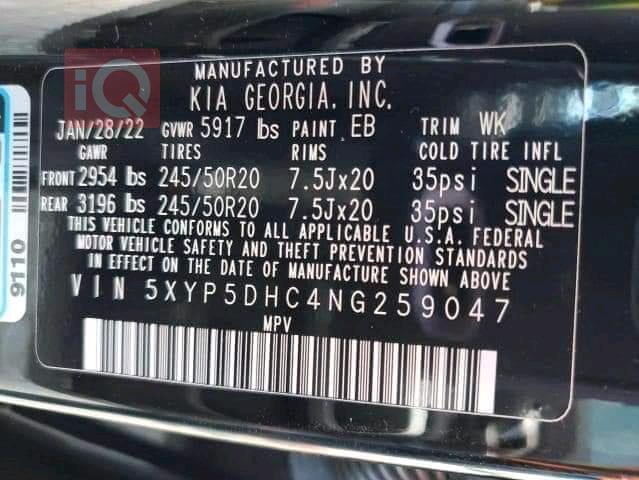 iQ
MANUFACTURED BY
KIA GEORGIA, INC.
JAN/28/22 GVWR 5917 lbs PAINT EB TRIM WK
GAWR TIRES RIMS COLD TIRE INFL
FRONT 2954 lbs 245/50R20 7.5Jx20 35psi SINGLE
REAR 3196 lbs 245/50R20 7.5Jx20 35psi SINGLE
THIS VEHICLE CONFORMS TO ALL APPLICABLE U.S.A. FEDERAL
MOTOR VEHICLE SAFETY AND THEFT PREVENTION STANDARDS
IN EFFECT ON THE DATE OF MANUFACTURE SHOWN ABOVE
VIN 5XYP5DHC4NG259047
MPV
9110